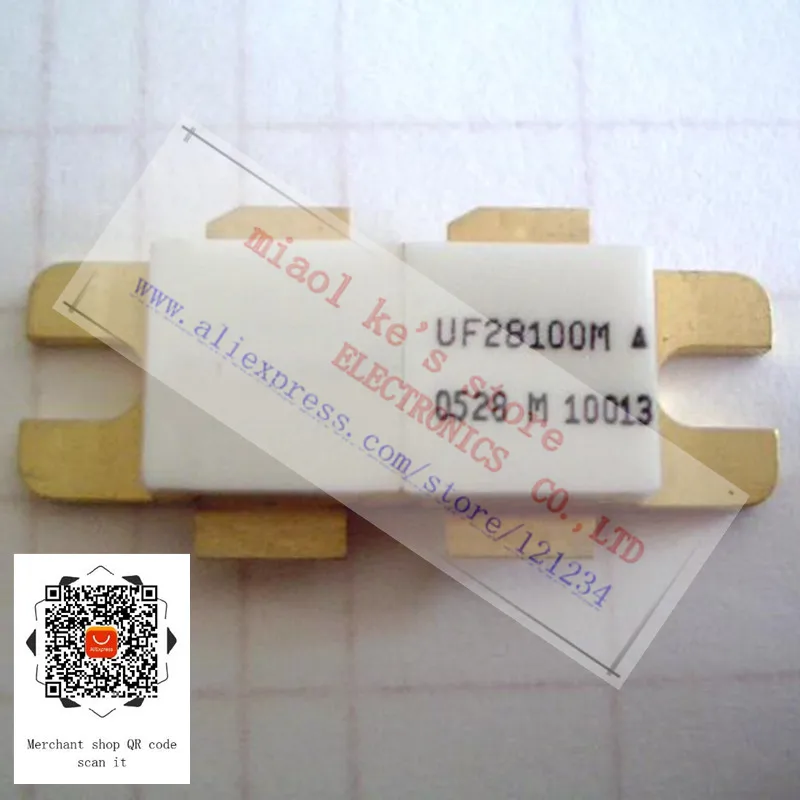 miaol ke's store
www.aliexpress.com/store/121234
ELECTRONICS CO.,LTD
UF28100M ▲
0528 M 10013
AliExpress
Merchant shop QR code
scan it